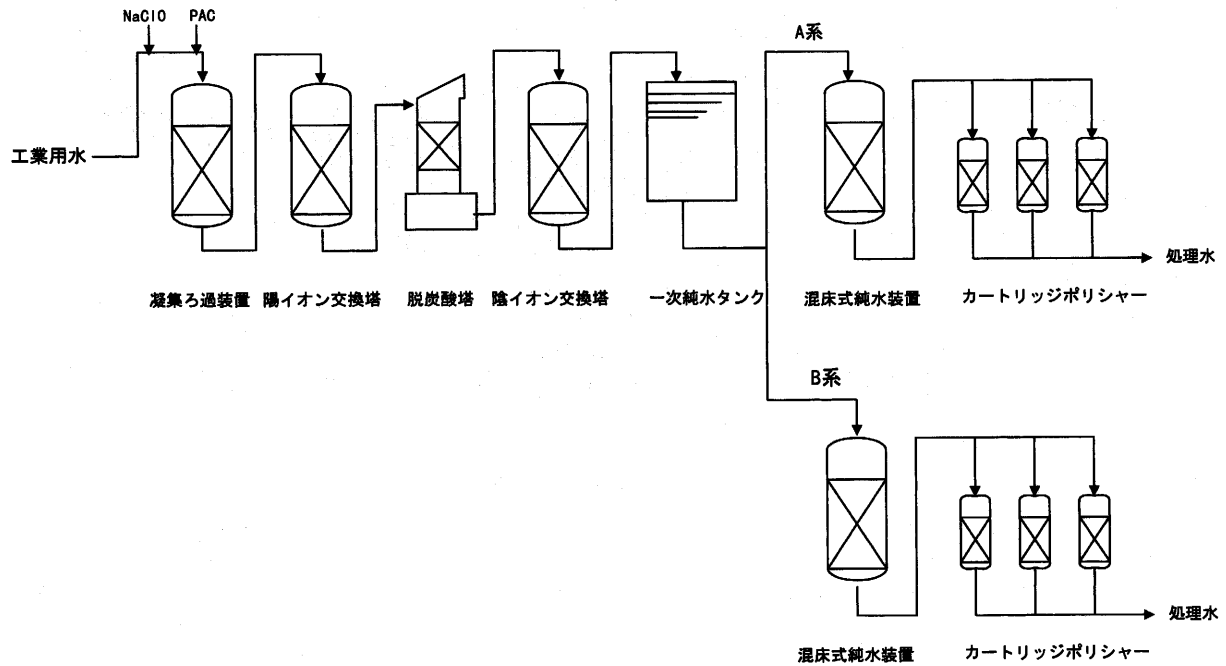 NaClO PAC
A系
工業用水
処理水
凝集ろ過装置 陽イオン交換塔 脱炭酸塔 陰イオン交換塔 一次純水タンク 混床式純水装置 カートリッジポリシャー
B系
処理水
混床式純水装置 カートリッジポリシャー